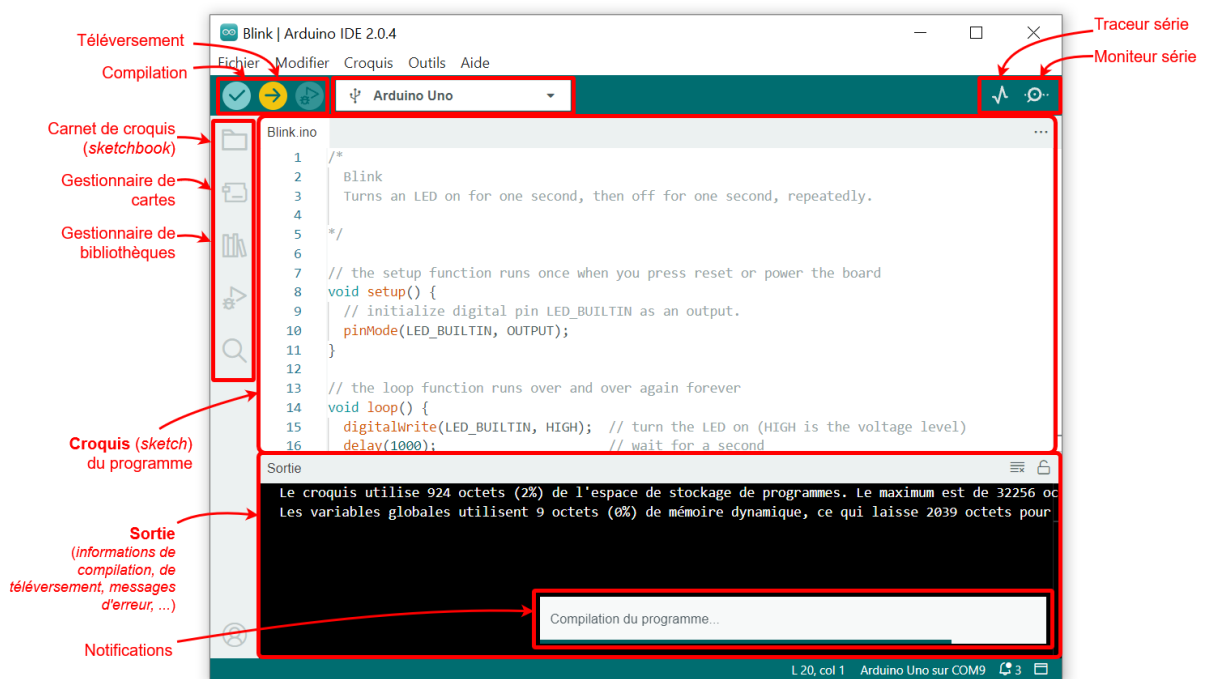 Blink | Arduino IDE 2.0.4
Fichier Modifier Croquis Outils Aide
Téléversement
Compilation
Traceur série
Moniteur série
Arduino Uno
Carnet de croquis
(sketchbook)
Gestionnaire de
cartes
Gestionnaire de
bibliothèques
Croquis (sketch)
du programme
Sortie
(informations de
compilation, de
téléversement, messages
d'erreur, ...)
Notifications
Blink.ino
1 /*
2 Blink
3 Turns an LED on for one second, then off for one second, repeatedly.
4
5 */
6
7 // the setup function runs once when you press reset or power the board
8 void setup() {
9 // initialize digital pin LED_BUILTIN as an output.
10 pinMode(LED_BUILTIN, OUTPUT);
11 }
12
13 // the loop function runs over and over again forever
14 void loop() {
15 digitalWrite(LED_BUILTIN, HIGH); // turn the LED on (HIGH is the voltage level)
16 delay(1000); // wait for a second
Sortie
Le croquis utilise 924 octets (2%) de l'espace de stockage de programmes. Le maximum est de 32256 oc
Les variables globales utilisent 9 octets (0%) de mémoire dynamique, ce qui laisse 2039 octets pour
Compilation du programme...
L 20, col 1 Arduino Uno sur COM9 3